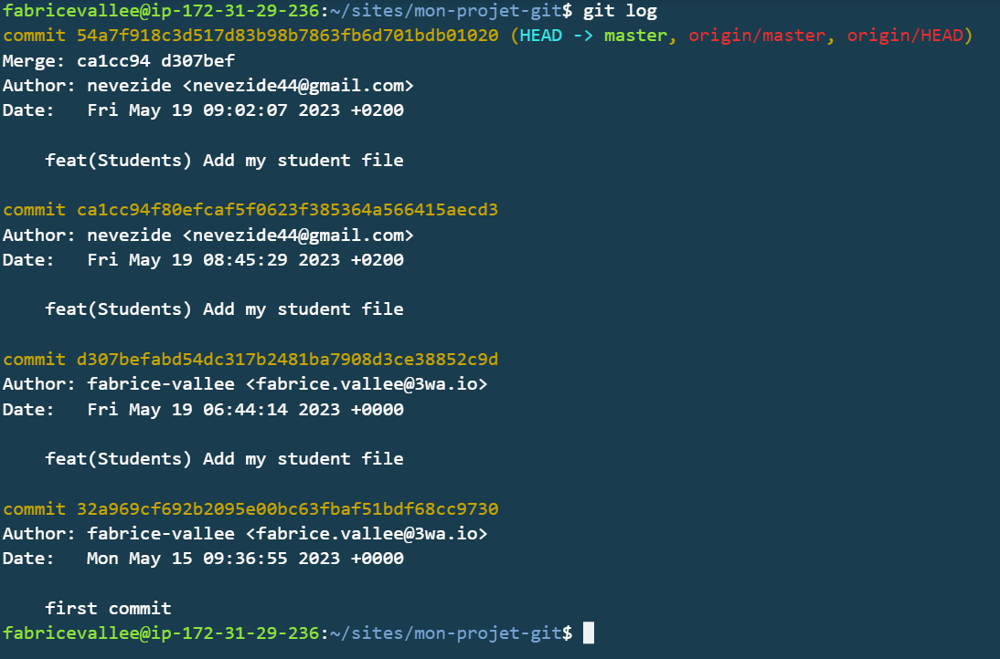 fabricevallee@ip-172-31-29-236:~/sites/mon-projet-git$ git log
commit 54a7f918c3d517d83b98b7863fb6d701bdb01020 (HEAD -> master, origin/master, origin/HEAD)
Merge: ca1cc94 d307bef
Author: nevezide <nevezide44@gmail.com>
Date:   Fri May 19 09:02:07 2023 +0200

    feat(Students) Add my student file

commit ca1cc94f80efcaf5f0623f385364a566415aecd3
Author: nevezide <nevezide44@gmail.com>
Date:   Fri May 19 08:45:29 2023 +0200

    feat(Students) Add my student file

commit d307befabd54dc317b2481ba7908d3ce38852c9d
Author: fabrice-vallee <fabrice.vallee@3wa.io>
Date:   Fri May 19 06:44:14 2023 +0000

    feat(Students) Add my student file

commit 32a969cf692b2095e00bc63fbaf51bdf68cc9730
Author: fabrice-vallee <fabrice.vallee@3wa.io>
Date:   Mon May 15 09:36:55 2023 +0000

    first commit
fabricevallee@ip-172-31-29-236:~/sites/mon-projet-git$